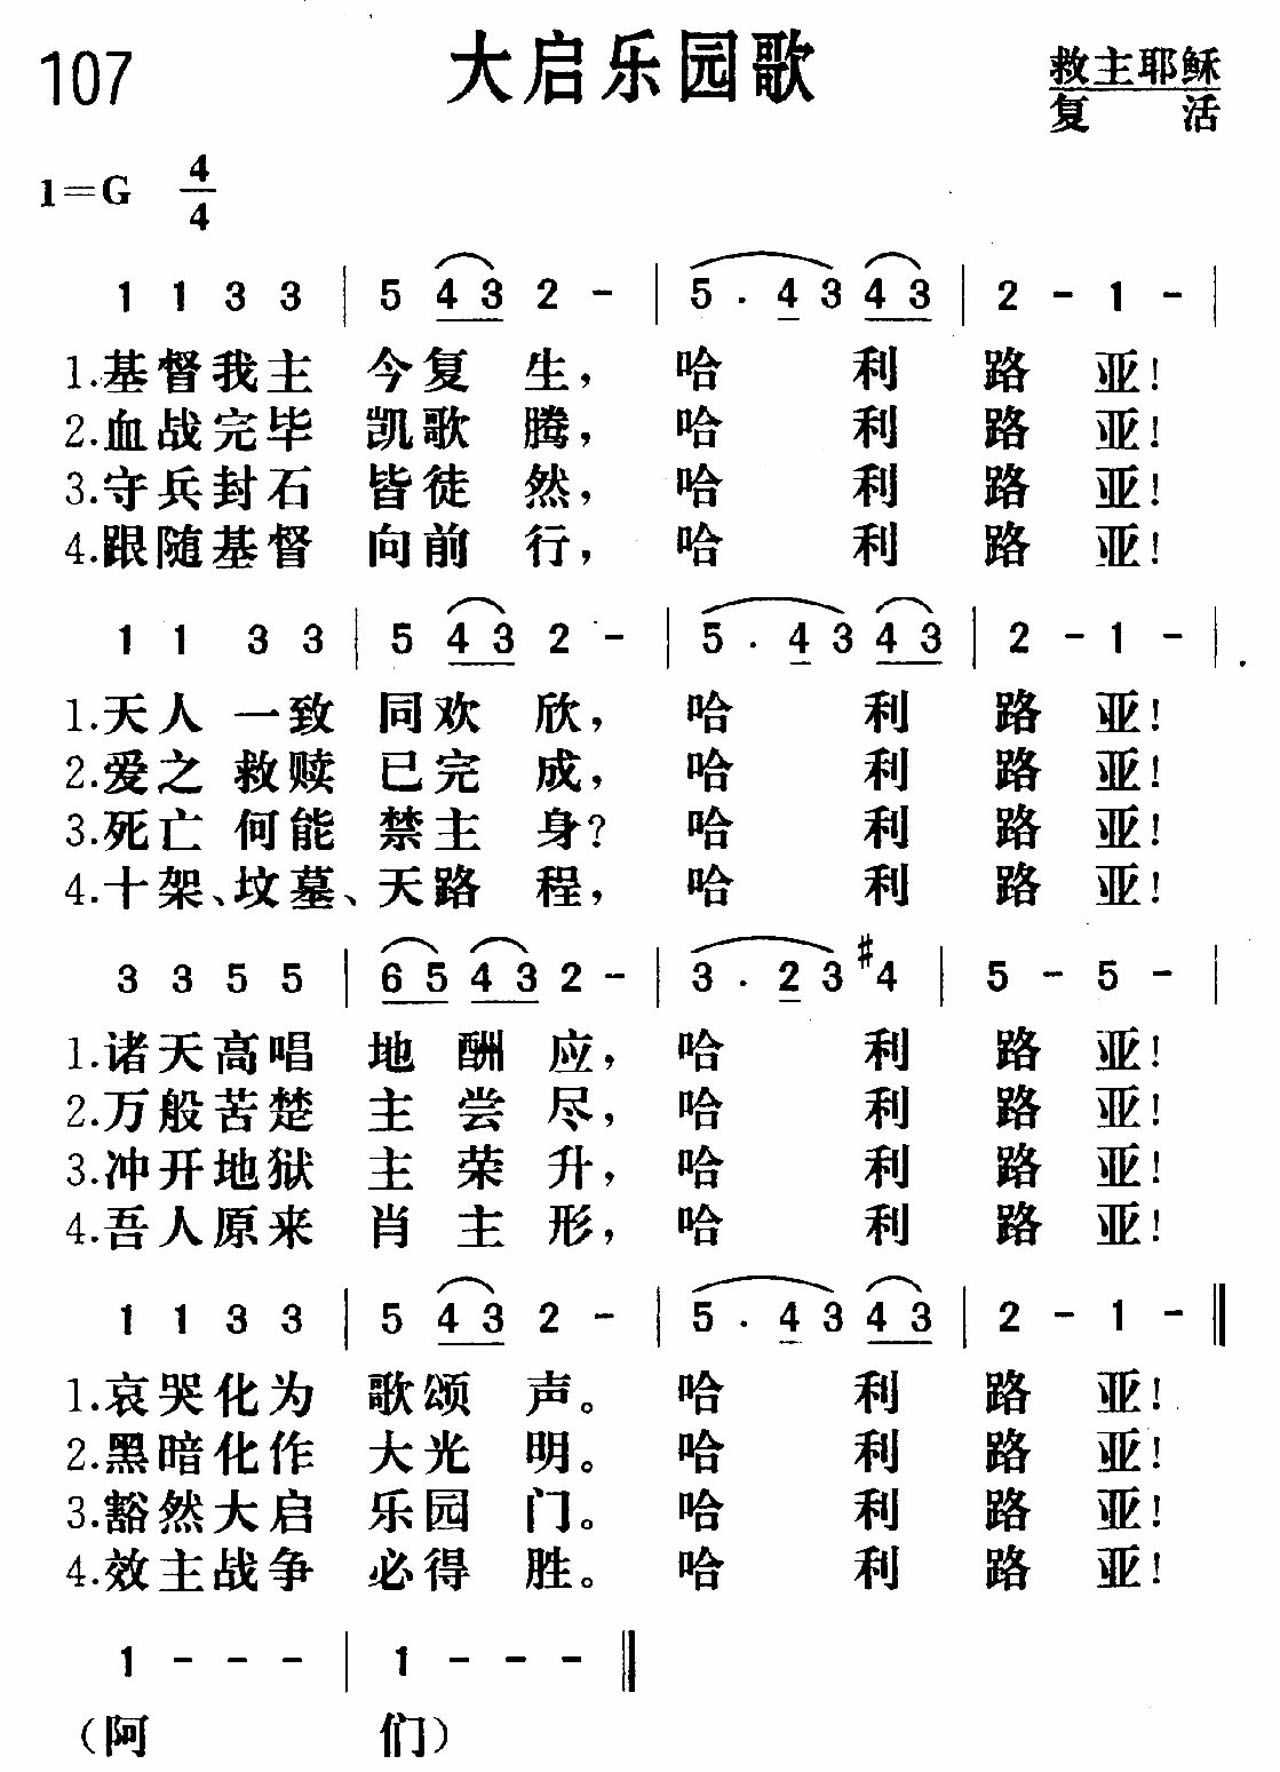 107 大启乐园歌 救主耶稣
复活
1=G 4/4
1 1 3 3 | 5 4 3 2 - | 5 . 4 3 4 3 | 2 - 1 - |
1.基督我主 今复生, 哈利路亚!
2.血战完毕 凯歌腾, 哈利路亚!
3.守兵封石 皆徒然, 哈利路亚!
4.跟随基督 向前行, 哈利路亚!
1 1 3 3 | 5 4 3 2 - | 5 . 4 3 4 3 | 2 - 1 - |
1.天人一致 同欢欣, 哈利路亚!
2.爱之救赎 已完成, 哈利路亚!
3.死亡何能 禁主身? 哈利路亚!
4.十架、坟墓、天路程, 哈利路亚!
3 3 5 5 | 6 5 4 3 2 - | 3 . 2 3 #4 | 5 - 5 - |
1.诸天高唱 地酬应, 哈利路亚!
2.万般苦楚 主尝尽, 哈利路亚!
3.冲开地狱 主荣升, 哈利路亚!
4.吾人原来 肖主形, 哈利路亚!
1 1 3 3 | 5 4 3 2 - | 5 . 4 3 4 3 | 2 - 1 - ‖
1.哀哭化为 歌颂声。 哈利路亚!
2.黑暗化作 大光明。 哈利路亚!
3.豁然大启 乐园门。 哈利路亚!
4.效主战争 必得胜。 哈利路亚!
1 - - - | 1 - - - ‖
(阿们)